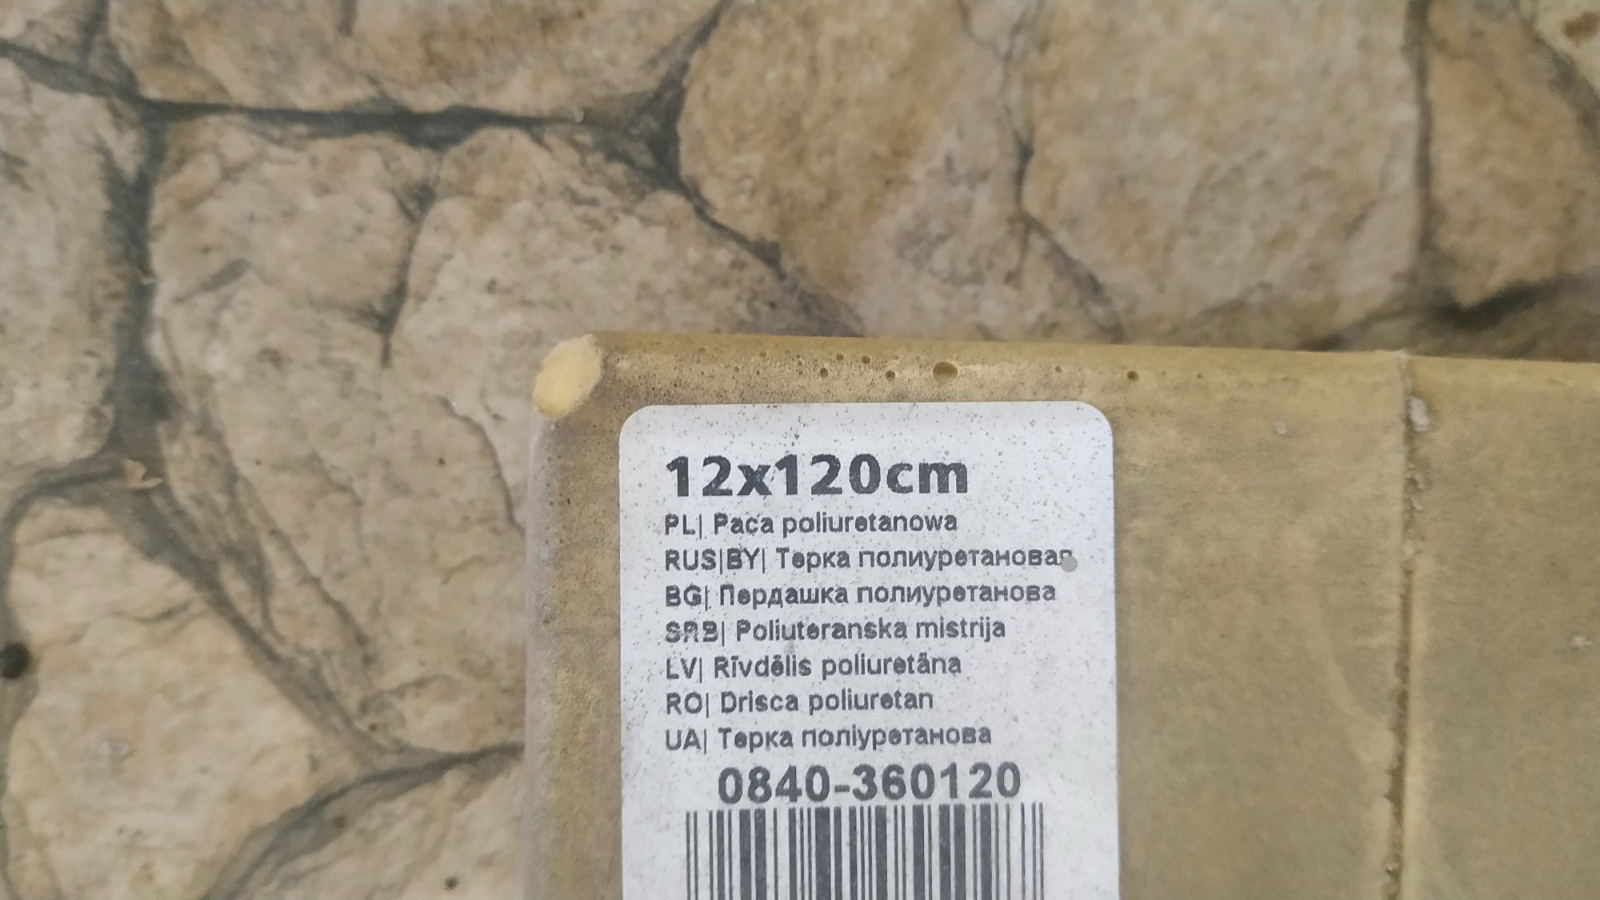 12x120cm
PL| Paca poliuretanowa
RUS|BY| Терка полиуретановая
BG| Пердашка полиуретанова
SRB| Poliuteranska mistrija
LV| Rīvdēlis poliuretāna
RO| Drisca poliuretan
UA| Терка поліуретанова
0840-360120